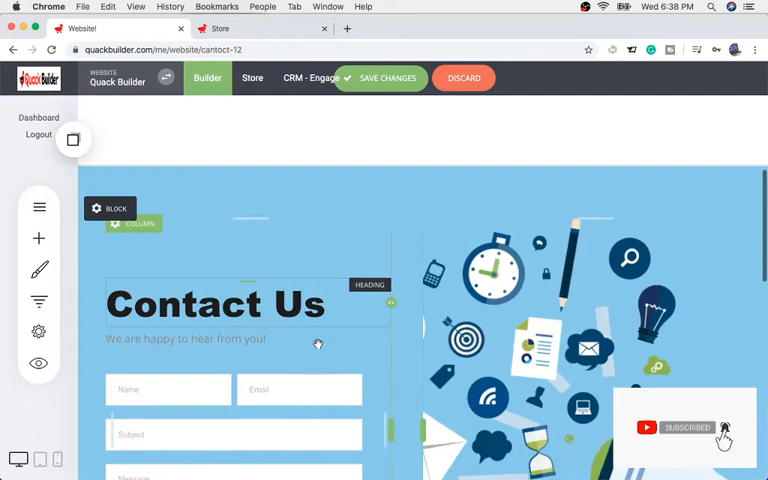 Chrome File Edit View History Bookmarks People Tab Window Help Wed 6:38 PM
Website! Store
quackbuilder.com/me/website/cantoct-12
QuackBuilder
WEBSITE
Quack Builder
Builder Store CRM - Engage SAVE CHANGES DISCARD
Dashboard
Logout
BLOCK
COLUMN
HEADING
Contact Us
We are happy to hear from you!
Name Email
Subject
Message
SUBSCRIBED